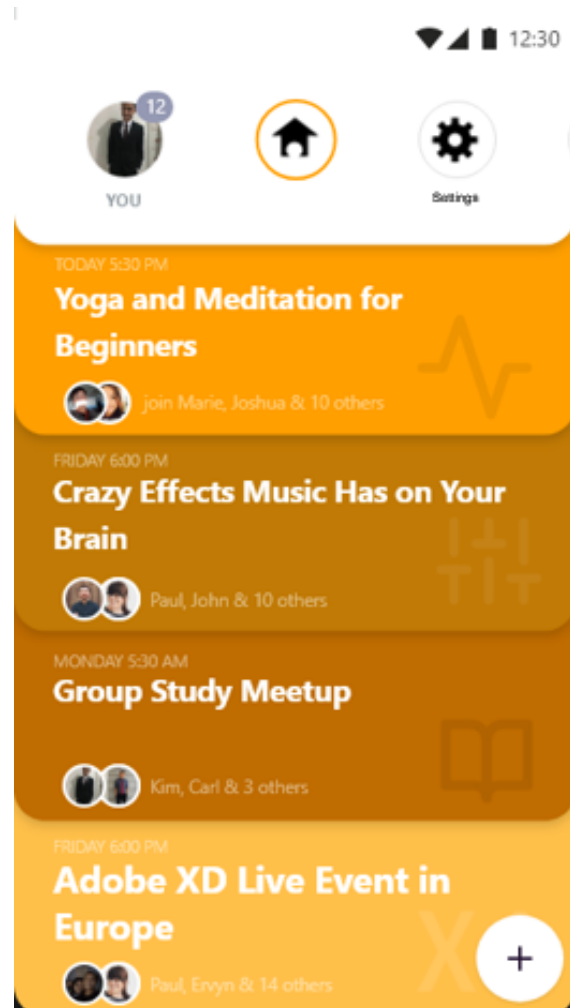 12:30
12
YOU
Settings
TODAY 5:30 PM
Yoga and Meditation for
Beginners
join Marie, Joshua & 10 others
FRIDAY 6:00 PM
Crazy Effects Music Has on Your
Brain
Paul, John & 10 others
MONDAY 5:30 AM
Group Study Meetup
Kim, Carl & 3 others
FRIDAY 6:00 PM
Adobe XD Live Event in
Europe
Paul, Ervyn & 14 others
X
+